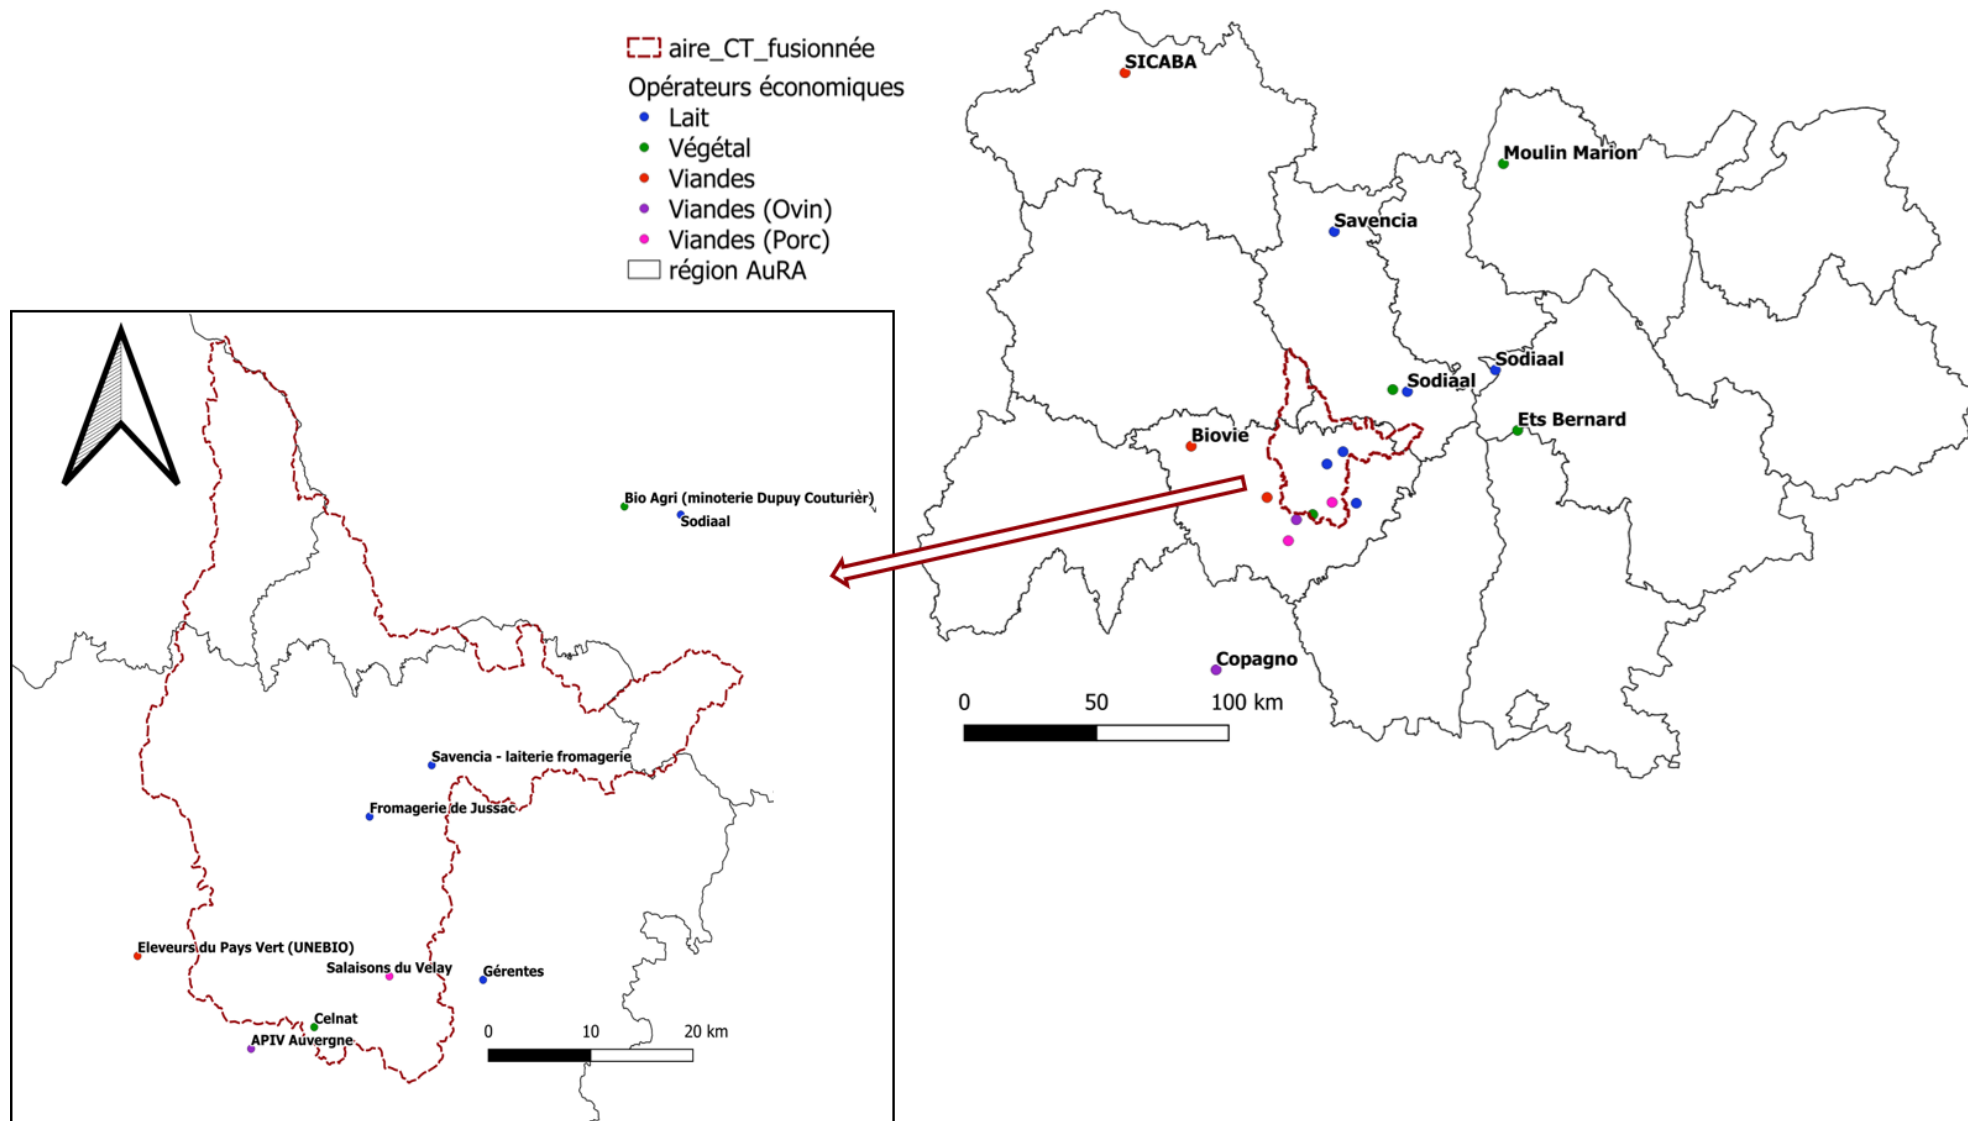 aire_CT_fusionnée
Opérateurs économiques
Lait
Végétal
Viandes
Viandes (Ovin)
Viandes (Porc)
région AuRA
SICABA
Moulin Marion
Savencia
Sodiaal
Sodiaal
Ets Bernard
Biovie
Copagno
0 50 100 km
Bio Agri (minoterie Dupuy Couturier)
Sodiaal
Savencia - laiterie fromagerie
Fromagerie de Jussac
Eleveurs du Pays Vert (UNEBIO)
Salaisons du Velay
Gérentes
Celnat
APIV Auvergne
0 10 20 km